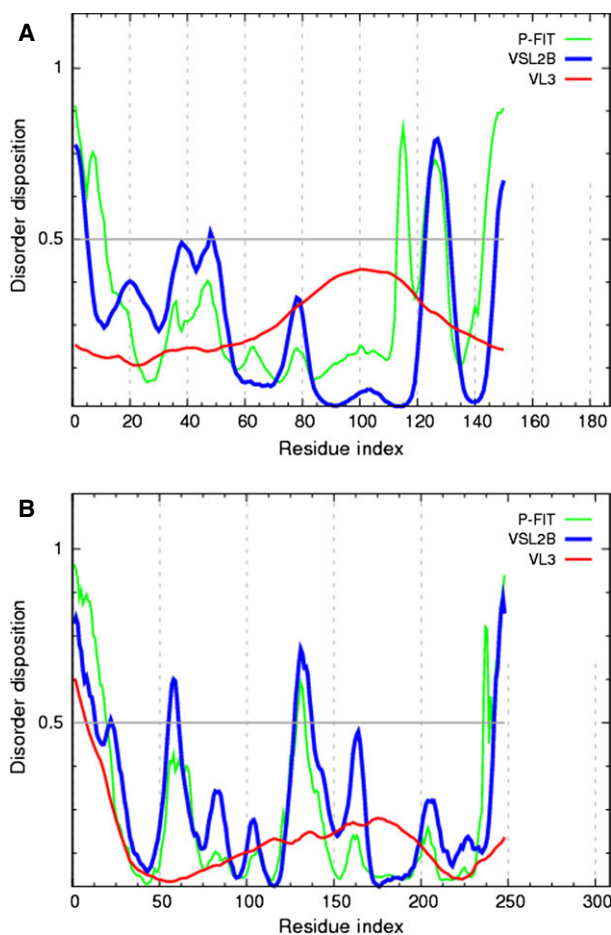 A
P-FIT
VSL2B
VL3
1
0.5
Disorder disposition
0 20 40 60 80 100 120 140 160 180
Residue index
B
P-FIT
VSL2B
VL3
1
0.5
Disorder disposition
0 50 100 150 200 250 300
Residue index